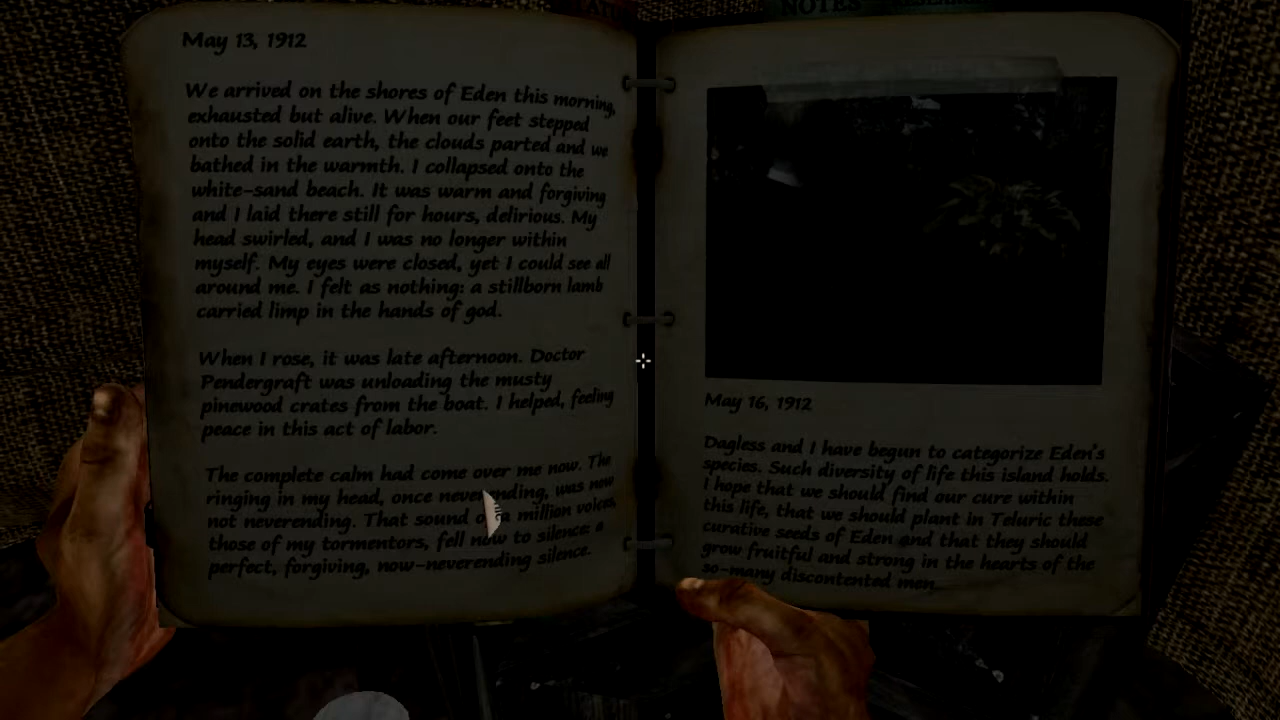 NOTES
May 13, 1912
We arrived on the shores of Eden this morning,
exhausted but alive. When our feet stepped
onto the solid earth, the clouds parted and we
bathed in the warmth. I collapsed onto the
white-sand beach. It was warm and forgiving
and I laid there still for hours, delirious. My
head swirled, and I was no longer within
myself. My eyes were closed, yet I could see all
around me. I felt as nothing: a stillborn lamb
carried limp in the hands of god.
When I rose, it was late afternoon. Doctor
Pendergraft was unloading the musty
pinewood crates from the boat. I helped, feeling
peace in this act of labor.
The complete calm had come over me now. The
ringing in my head, once neverending, was now
not neverending. That sound of a million voices,
those of my tormentors, fell now to silence: a
perfect, forgiving, now-neverending silence.
May 16, 1912
Dagless and I have begun to categorize Eden's
species. Such diversity of life this island holds.
I hope that we should find our cure within
this life, that we should plant in Teluric these
curative seeds of Eden and that they should
grow fruitful and strong in the hearts of the
so-many discontented men.